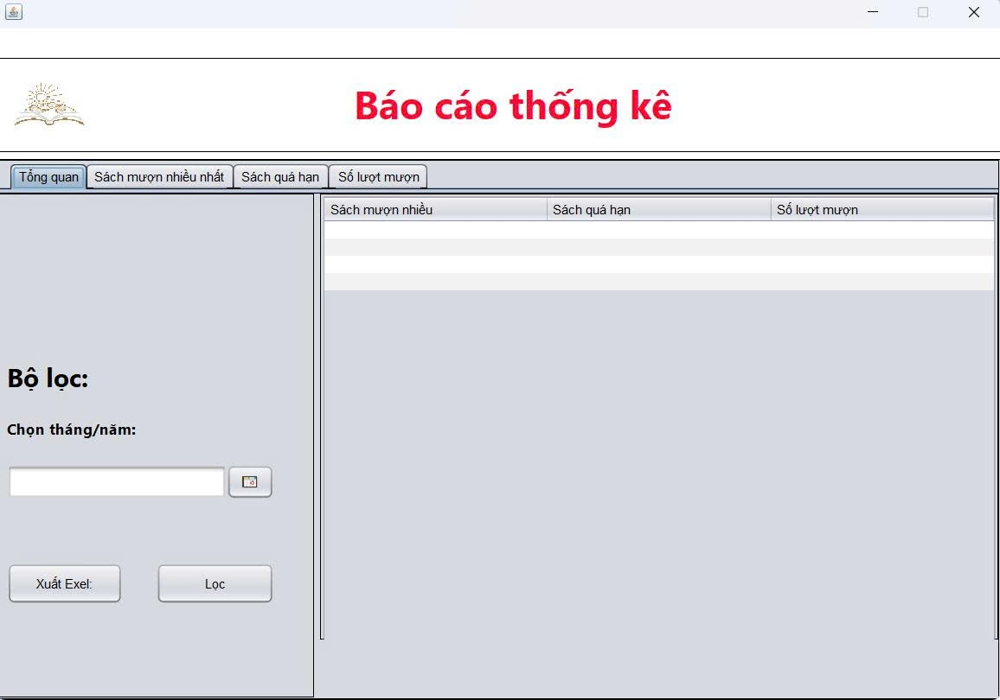 Báo cáo thống kê
Tổng quan Sách mượn nhiều nhất Sách quá hạn Số lượt mượn
Sách mượn nhiều Sách quá hạn Số lượt mượn
Bộ lọc:
Chọn tháng/năm:
Xuất Exel: Lọc